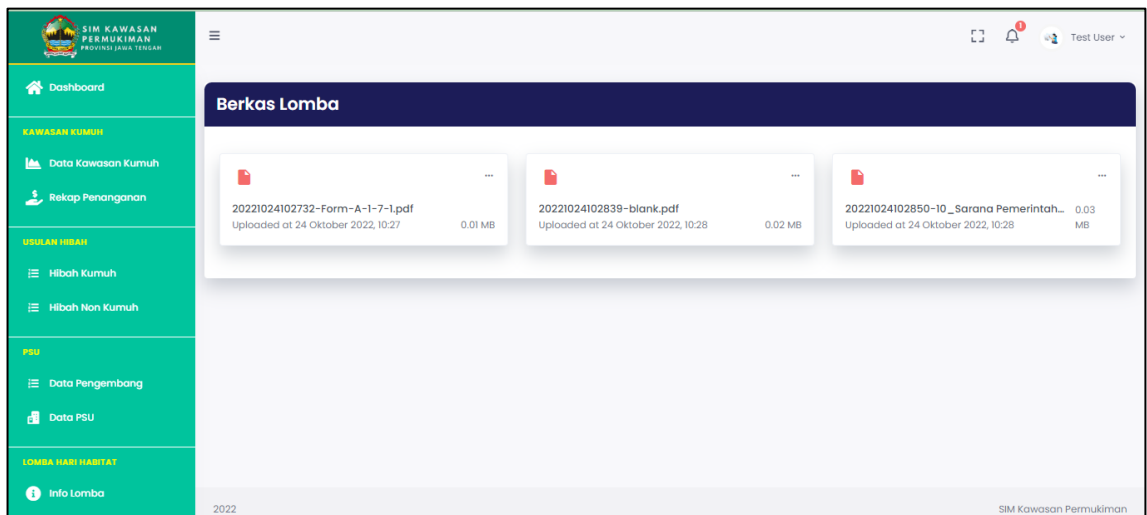 SIM KAWASAN
PERMUKIMAN
PROVINSI JAWA TENGAH
1
Test User
Dashboard
KAWASAN KUMUH
Data Kawasan Kumuh
Rekap Penanganan
USULAN HIBAH
Hibah Kumuh
Hibah Non Kumuh
PSU
Data Pengembang
Data PSU
LOMBA HARI HABITAT
Info Lomba
Berkas Lomba
...
20221024102732-Form-A-1-7-1.pdf
Uploaded at 24 Oktober 2022, 10:27
0.01 MB
...
20221024102839-blank.pdf
Uploaded at 24 Oktober 2022, 10:28
0.02 MB
...
20221024102850-10_Sarana Pemerintah...
Uploaded at 24 Oktober 2022, 10:28
0.03
MB
2022
SIM Kawasan Permukiman